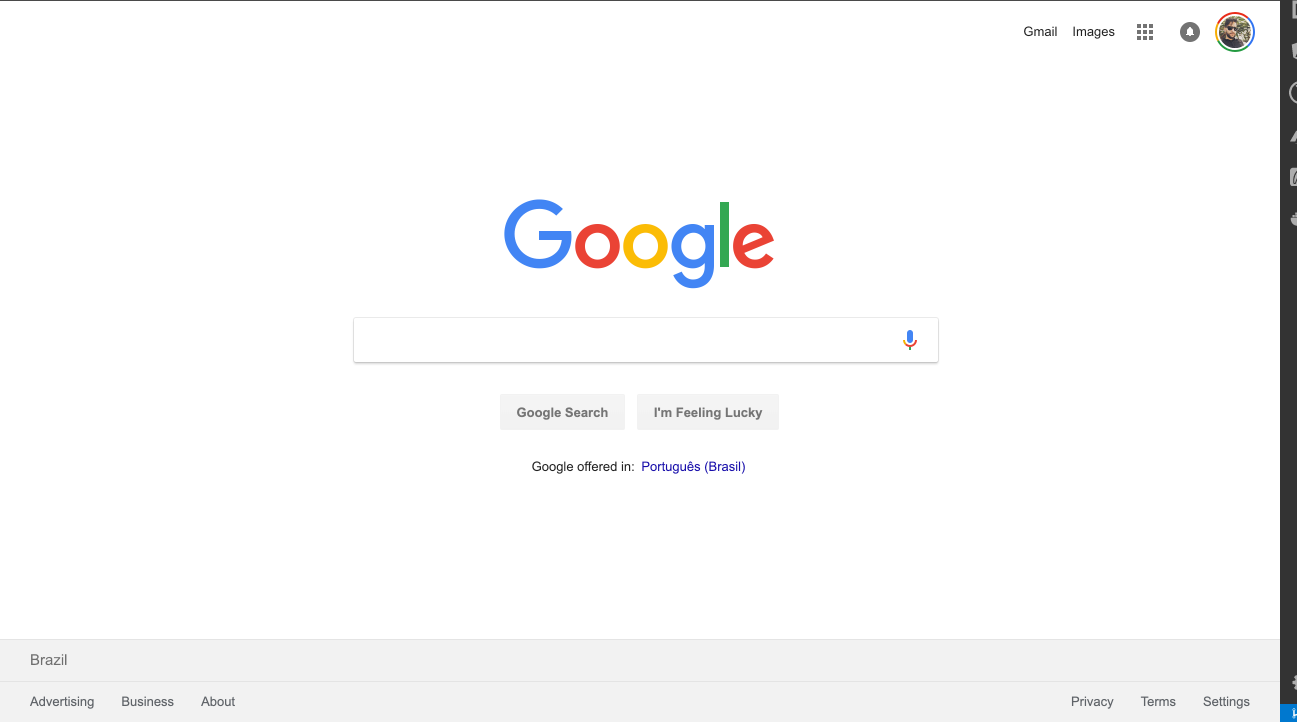 Gmail Images
Google
Google Search I'm Feeling Lucky
Google offered in: Português (Brasil)
Brazil
Advertising Business About Privacy Terms Settings